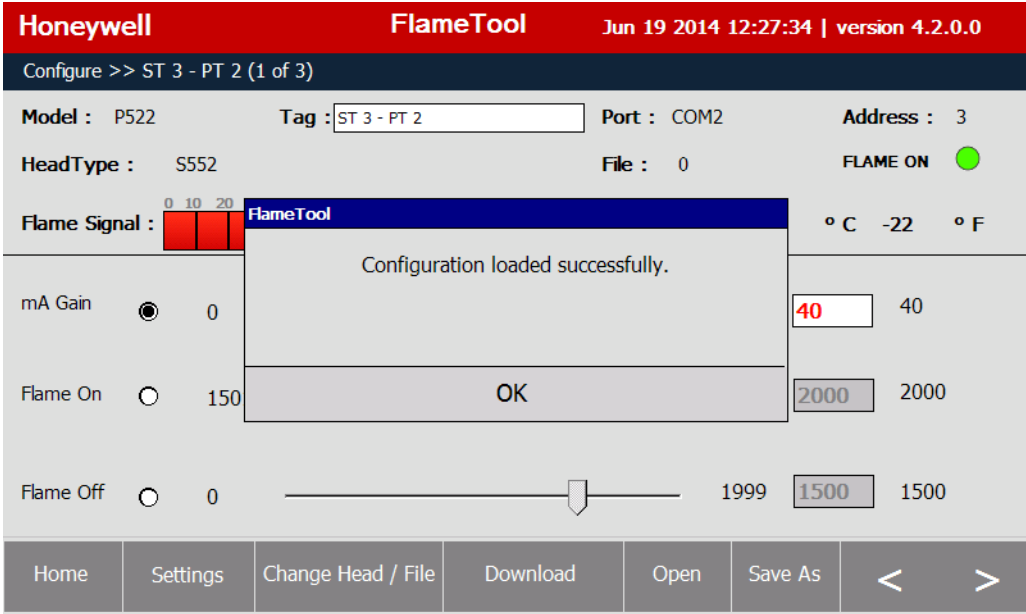 Honeywell FlameTool Jun 19 2014 12:27:34 | version 4.2.0.0
Configure >> ST 3 - PT 2 (1 of 3)
Model : P522 Tag : ST 3 - PT 2 Port : COM2 Address : 3
HeadType : S552 File : 0 FLAME ON
0 10 20
Flame Signal : º C -22 º F
FlameTool
Configuration loaded successfully.
OK
mA Gain 0 40 40
Flame On 150 2000 2000
Flame Off 0 1999 1500 1500
Home Settings Change Head / File Download Open Save As < >